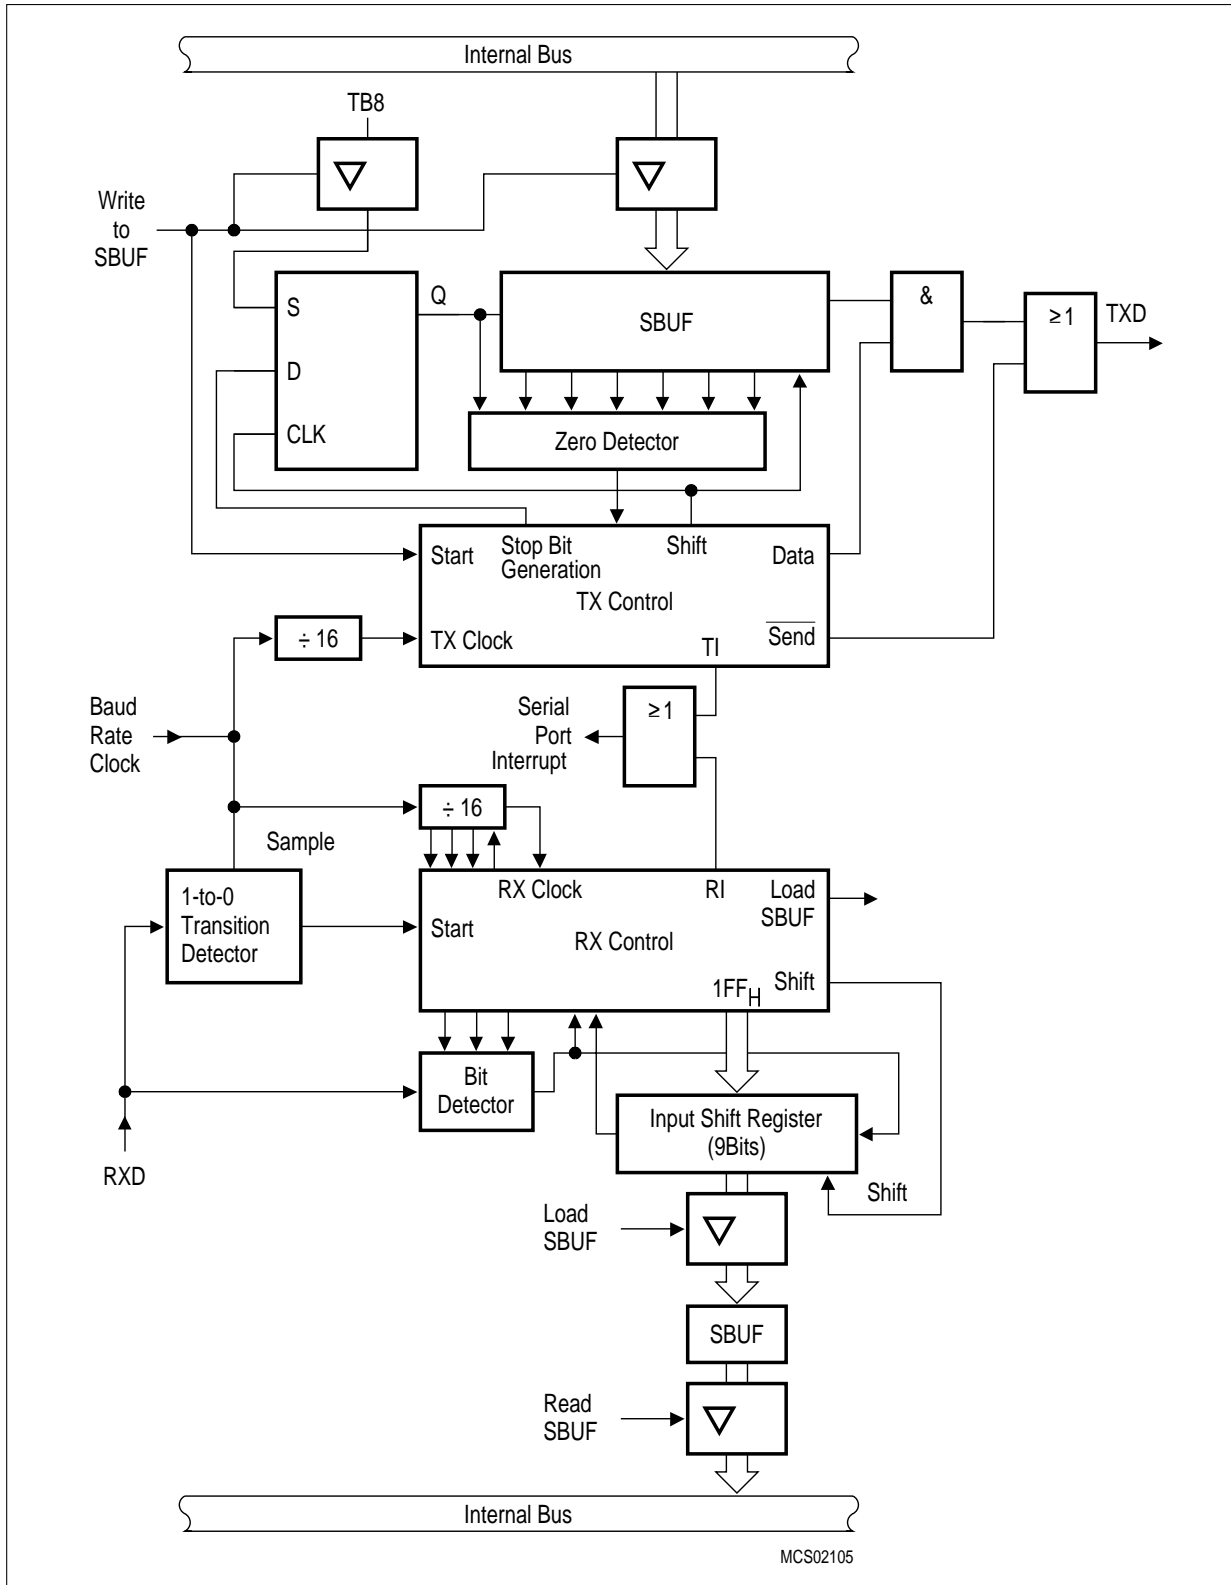 Internal Bus
TB8
Write
to
SBUF
S
D
CLK
Q
SBUF
&
≥1
TXD
Zero Detector
Start
Stop Bit
Generation
Shift
Data
TX Control
÷ 16
TX Clock
TI
S̅e̅n̅d̅
Baud
Rate
Clock
Serial
Port
Interrupt
≥1
÷ 16
Sample
1-to-0
Transition
Detector
RX Clock
RI
Load
SBUF
Start
RX Control
1FFH
Shift
Bit
Detector
Input Shift Register
(9Bits)
RXD
Shift
Load
SBUF
SBUF
Read
SBUF
Internal Bus
MCS02105